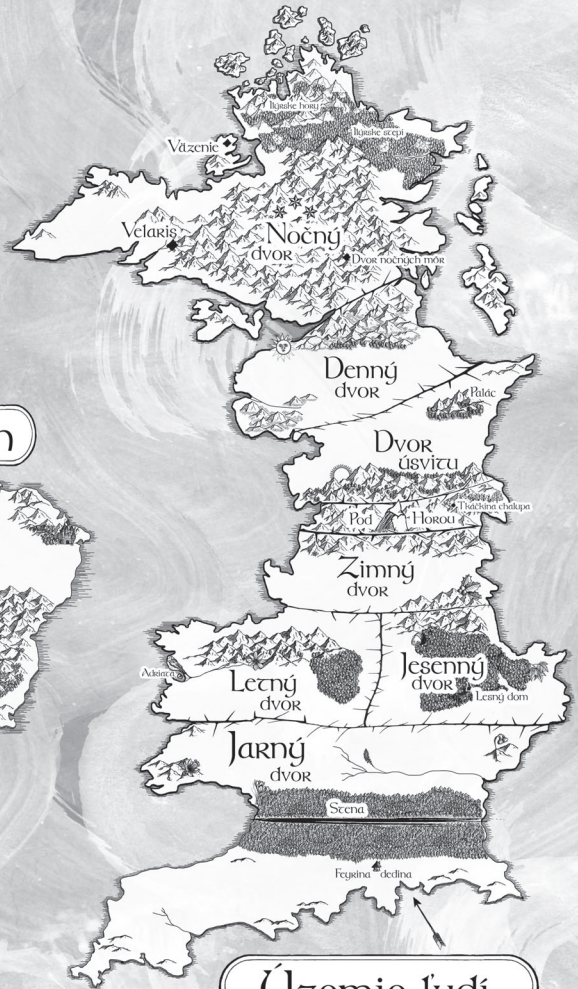 Ilýrske hory
Ilýrske stepi
Väzenie
Velaris
Nočný
dvor
Dvor nočných môr
Denný
dvor
Palác
Dvor
úsvitu
Tkáčkina chalupa
Pod Horou
Zimný
dvor
Adriata
Letný
dvor
Jesenný
dvor
Lesný dom
Jarný
dvor
Stena
Feyrina dedina
Územie ľudí